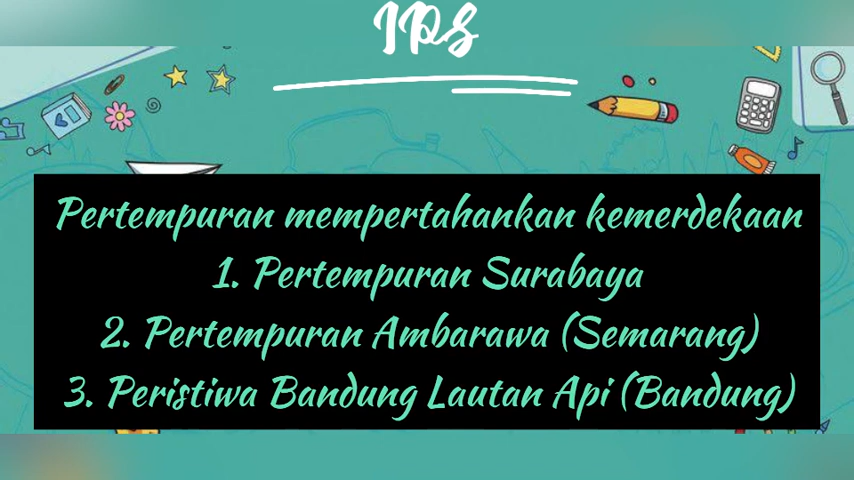 IPS
Pertempuran mempertahankan kemerdekaan
1. Pertempuran Surabaya
2. Pertempuran Ambarawa (Semarang)
3. Peristiwa Bandung Lautan Api (Bandung)